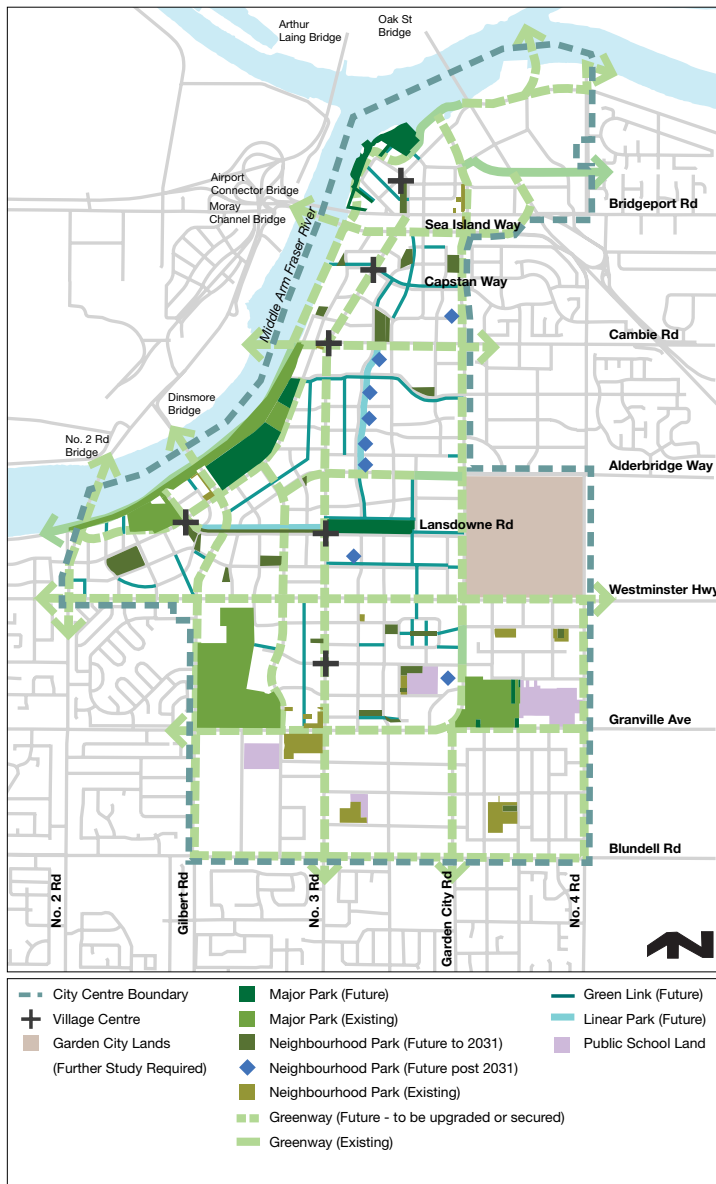 Arthur
Laing Bridge
Oak St
Bridge
Airport
Connector Bridge
Moray
Channel Bridge
Bridgeport Rd
Sea Island Way
Middle Arm Fraser River
Capstan Way
Cambie Rd
Dinsmore
Bridge
No. 2 Rd
Bridge
Alderbridge Way
Lansdowne Rd
Westminster Hwy
Granville Ave
Blundell Rd
No. 2 Rd
Gilbert Rd
No. 3 Rd
Garden City Rd
No. 4 Rd
N
City Centre Boundary
Village Centre
Garden City Lands
(Further Study Required)
Major Park (Future)
Major Park (Existing)
Neighbourhood Park (Future to 2031)
Neighbourhood Park (Future post 2031)
Neighbourhood Park (Existing)
Greenway (Future - to be upgraded or secured)
Greenway (Existing)
Green Link (Future)
Linear Park (Future)
Public School Land